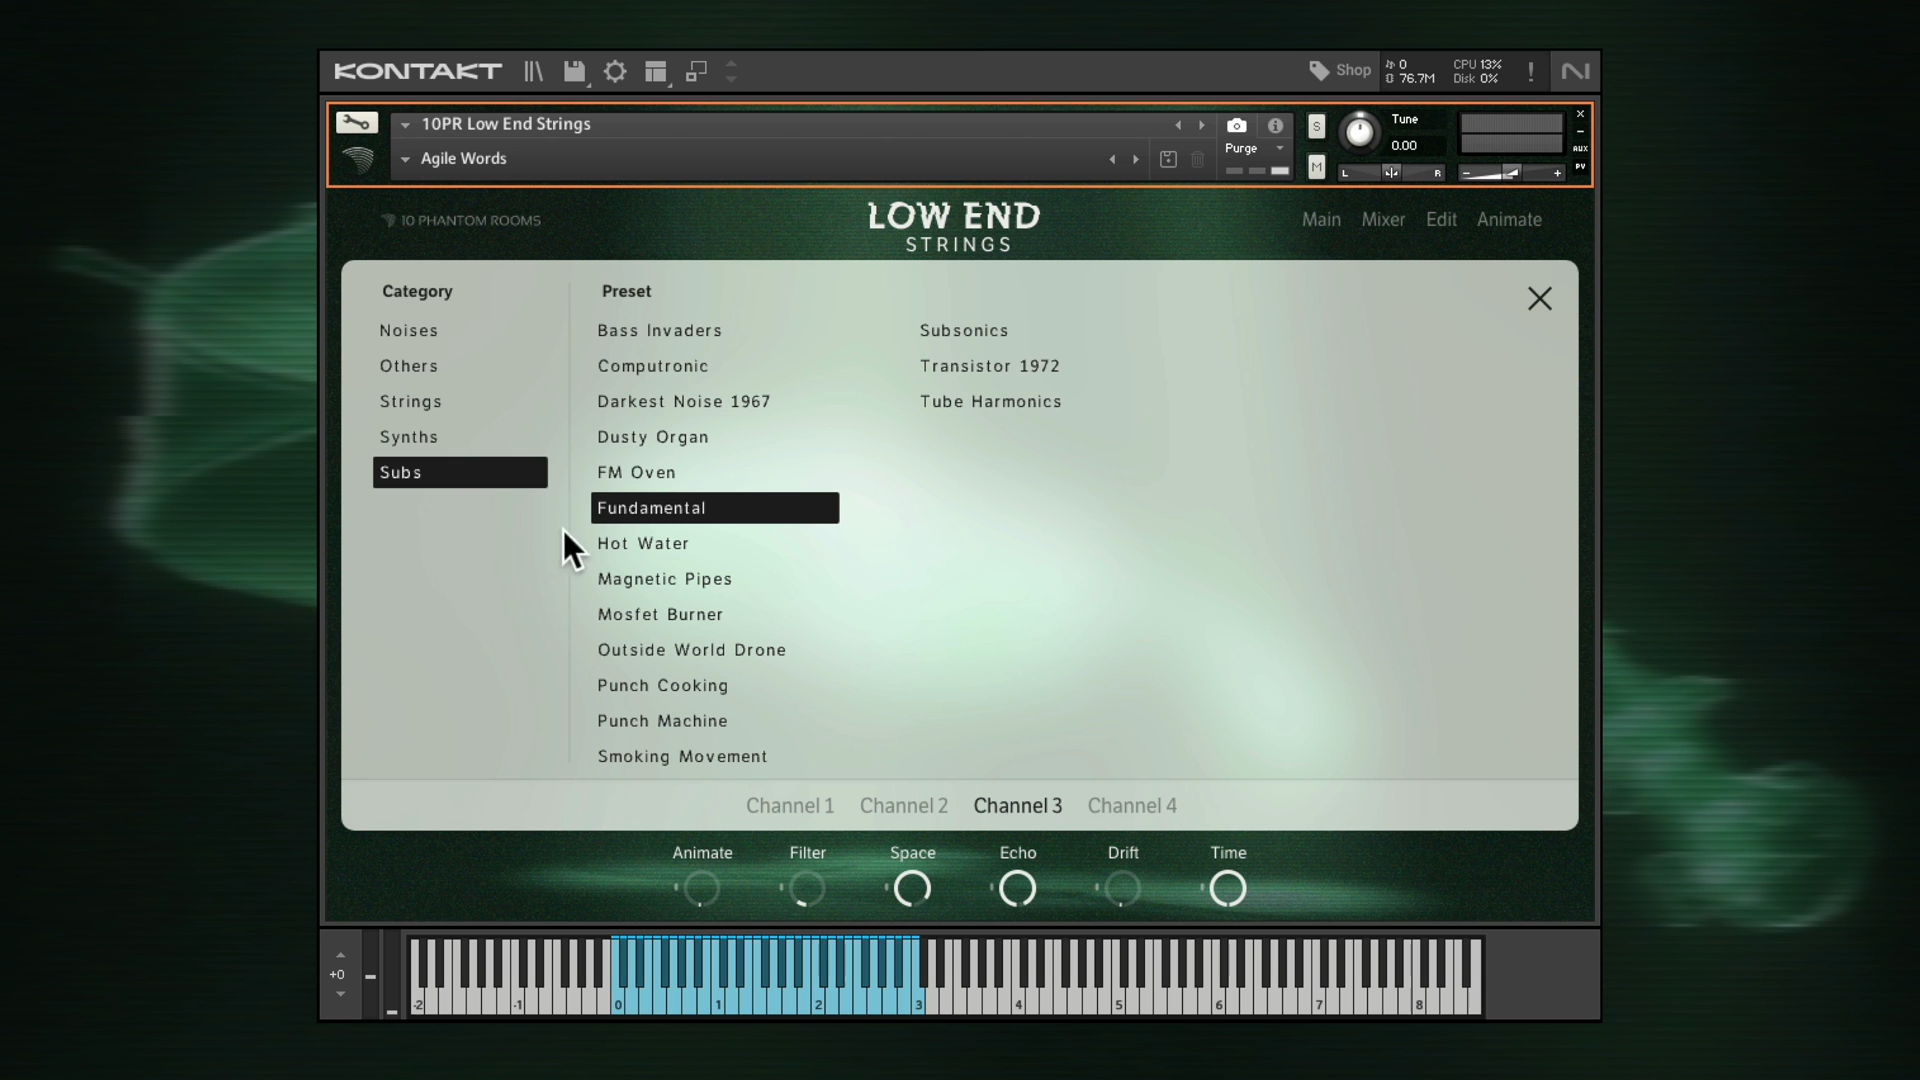 KONTAKT
Shop
0
76.7M
CPU 13%
Disk 0%
!
10PR Low End Strings
Agile Words
Purge
S
M
Tune
0.00
L
R
-
+
×
-
AUX
PV
10 PHANTOM ROOMS
LOW END
STRINGS
Main
Mixer
Edit
Animate
Category
Noises
Others
Strings
Synths
Subs
Preset
Bass Invaders
Computronic
Darkest Noise 1967
Dusty Organ
FM Oven
Fundamental
Hot Water
Magnetic Pipes
Mosfet Burner
Outside World Drone
Punch Cooking
Punch Machine
Smoking Movement
Subsonics
Transistor 1972
Tube Harmonics
Channel 1
Channel 2
Channel 3
Channel 4
Animate
Filter
Space
Echo
Drift
Time
+0
-2
-1
0
1
2
3
4
5
6
7
8